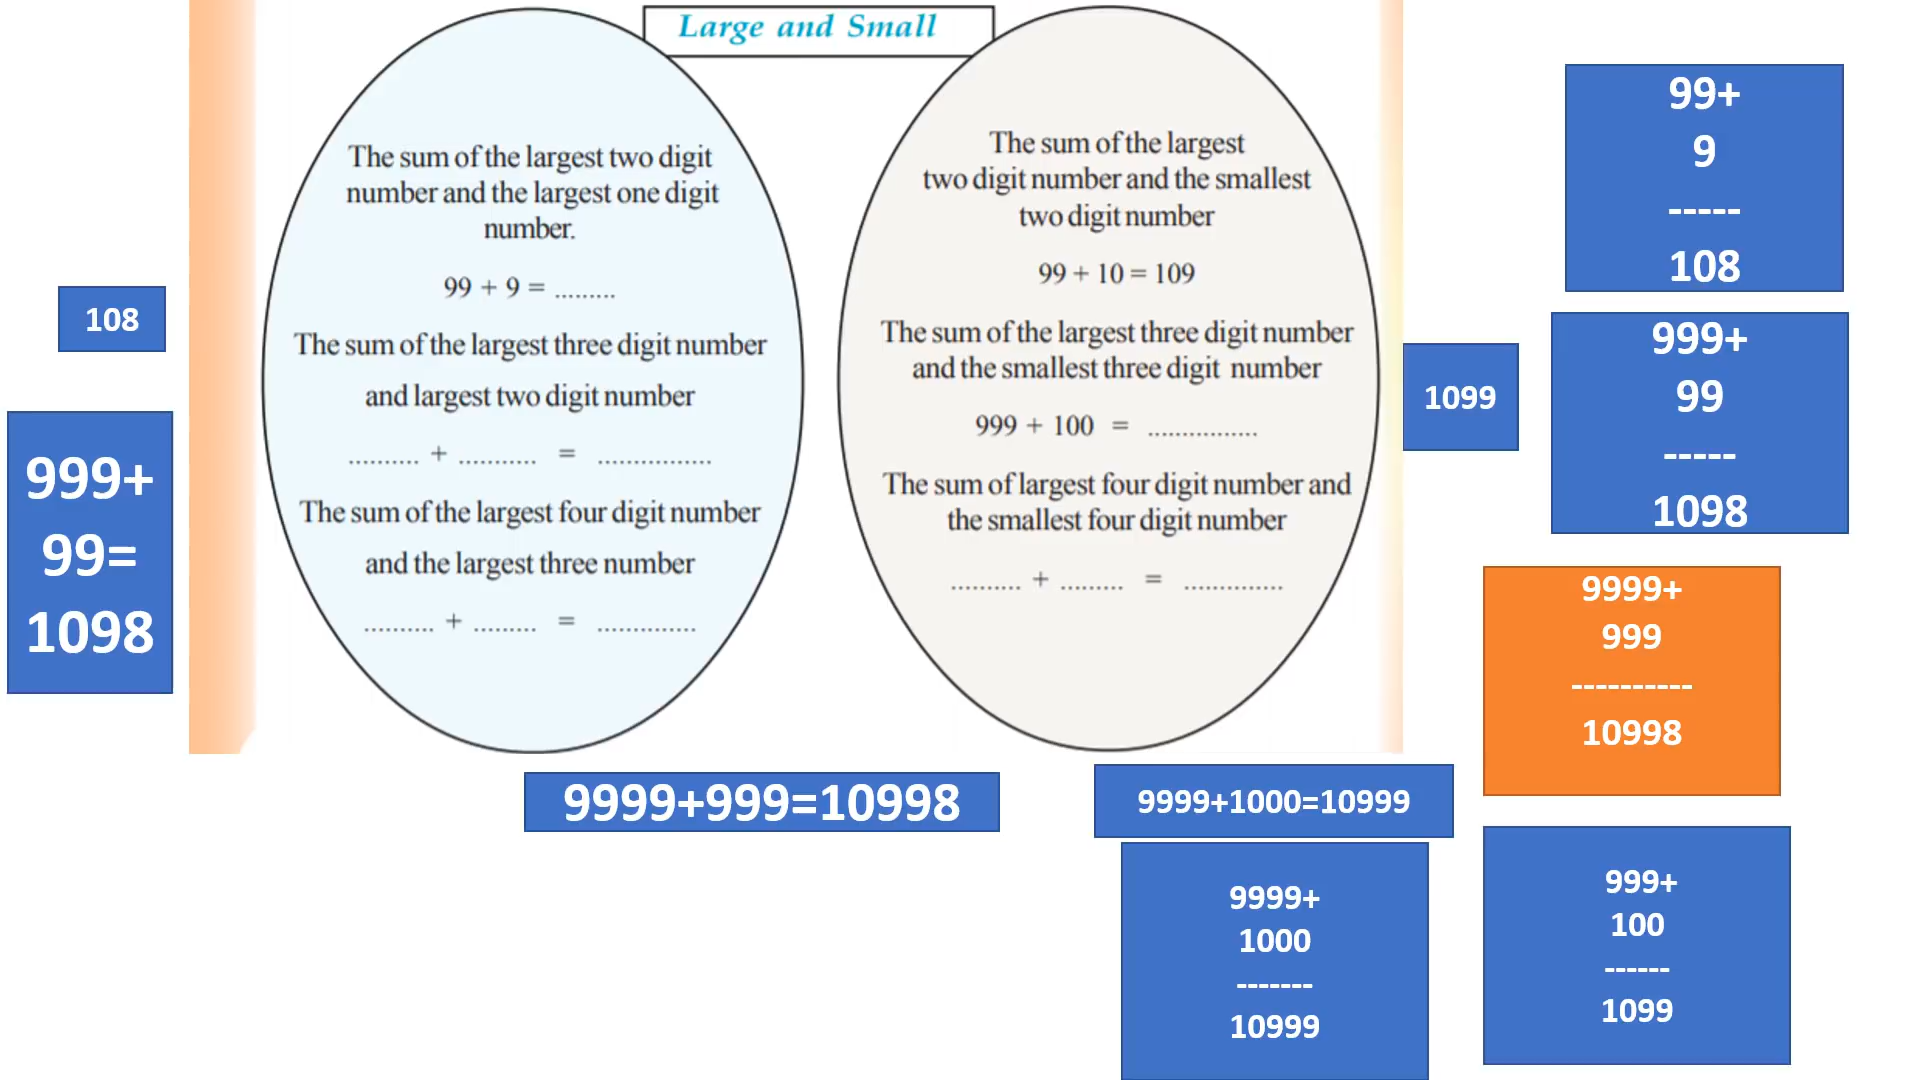 Large and Small
The sum of the largest two digit
number and the largest one digit
number.
99 + 9 = .........
The sum of the largest three digit number
and largest two digit number
.......... + ........... = ................
The sum of the largest four digit number
and the largest three number
.......... + ......... = ..............
The sum of the largest
two digit number and the smallest
two digit number
99 + 10 = 109
The sum of the largest three digit number
and the smallest three digit number
999 + 100 = ................
The sum of largest four digit number and
the smallest four digit number
.......... + ......... = ..............
108
999+
99=
1098
1099
99+
9
-----
108
999+
99
-----
1098
9999+
999
----------
10998
9999+999=10998
9999+1000=10999
9999+
1000
-------
10999
999+
100
------
1099